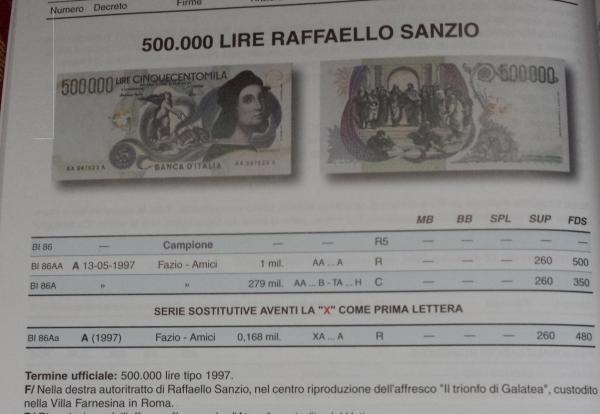 Numero Decreto Firme
500.000 LIRE RAFFAELLO SANZIO
500000 LIRE CINQUECENTOMILA
BANCA D'ITALIA
500000
MB BB SPL SUP FDS
BI 86 — Campione — — R5 — — — — —
BI 86AA A 13-05-1997 Fazio - Amici 1 mil. AA ... A R — — — 260 500
BI 86A " " 279 mil. AA ... B - TA ... H C — — — 260 350
SERIE SOSTITUTIVE AVENTI LA "X" COME PRIMA LETTERA
BI 86Aa A (1997) Fazio - Amici 0,168 mil. XA ... A R — — — 260 480
Termine ufficiale: 500.000 lire tipo 1997.
F/ Nella destra autoritratto di Raffaello Sanzio, nel centro riproduzione dell'affresco "Il trionfo di Galatea", custodito
nella Villa Farnesina in Roma.